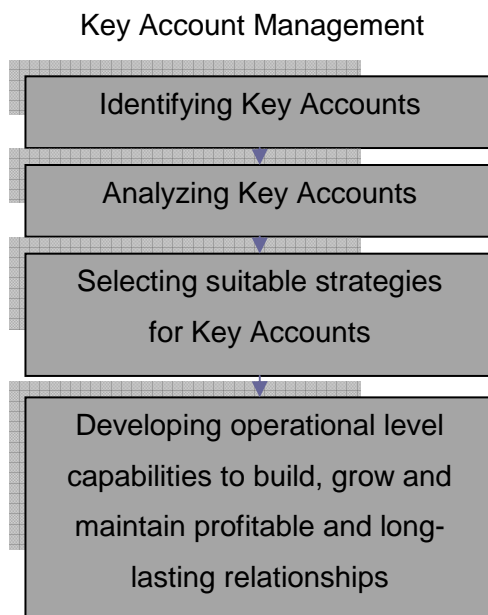 Key Account Management
Identifying Key Accounts
Analyzing Key Accounts
Selecting suitable strategies
for Key Accounts
Developing operational level
capabilities to build, grow and
maintain profitable and long-
lasting relationships